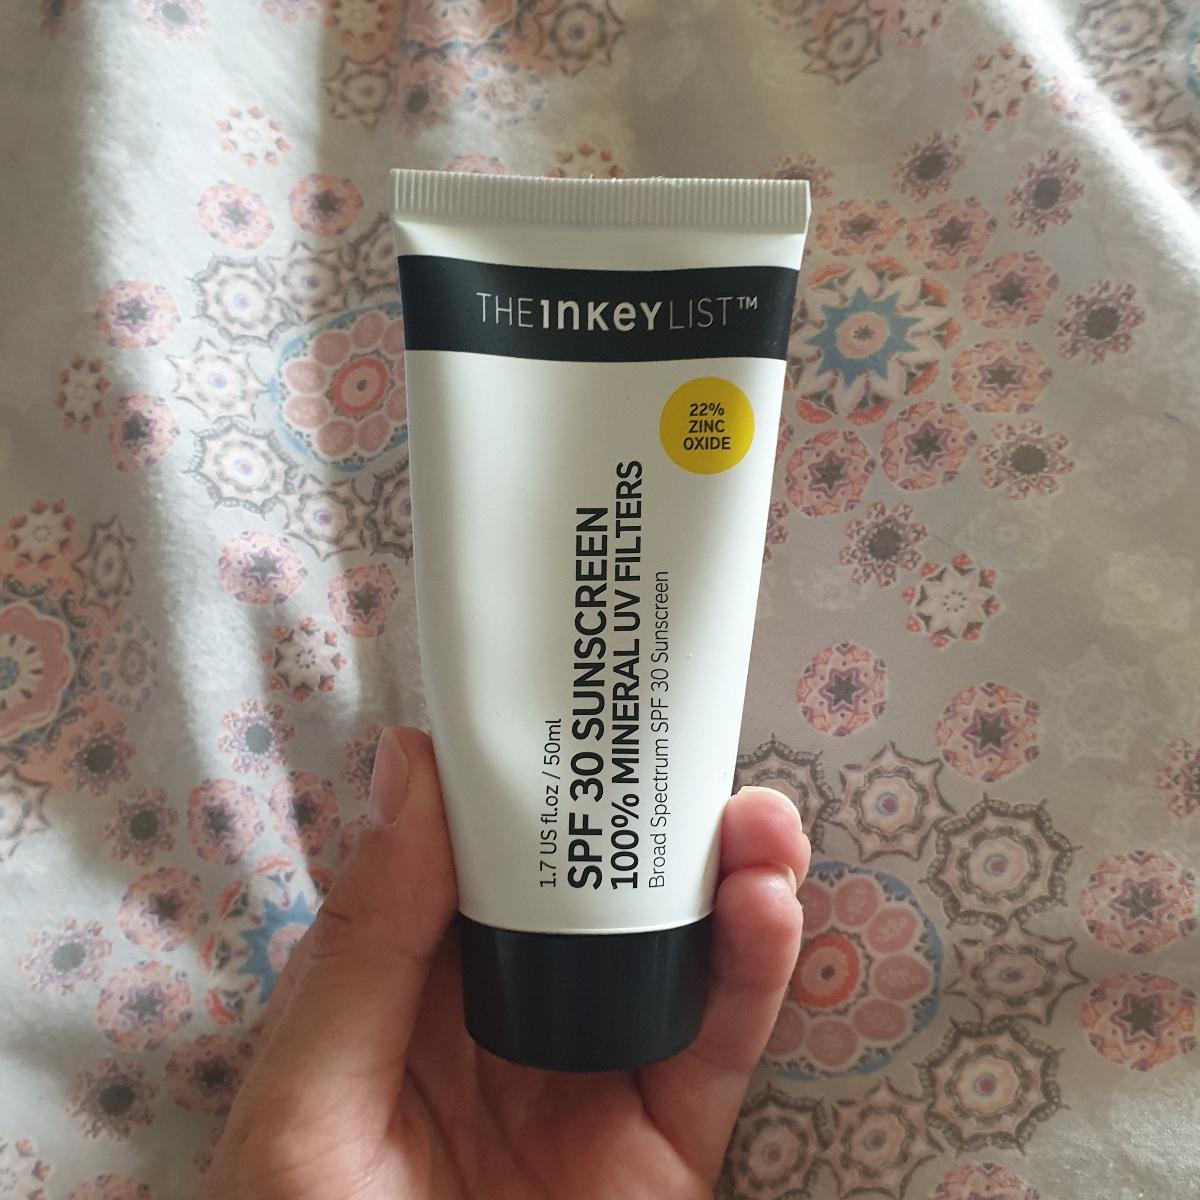 THE INKEY LIST™
22%
ZINC
OXIDE
1.7 US fl.oz / 50ml
SPF 30 SUNSCREEN
100% MINERAL UV FILTERS
Broad Spectrum SPF 30 Sunscreen